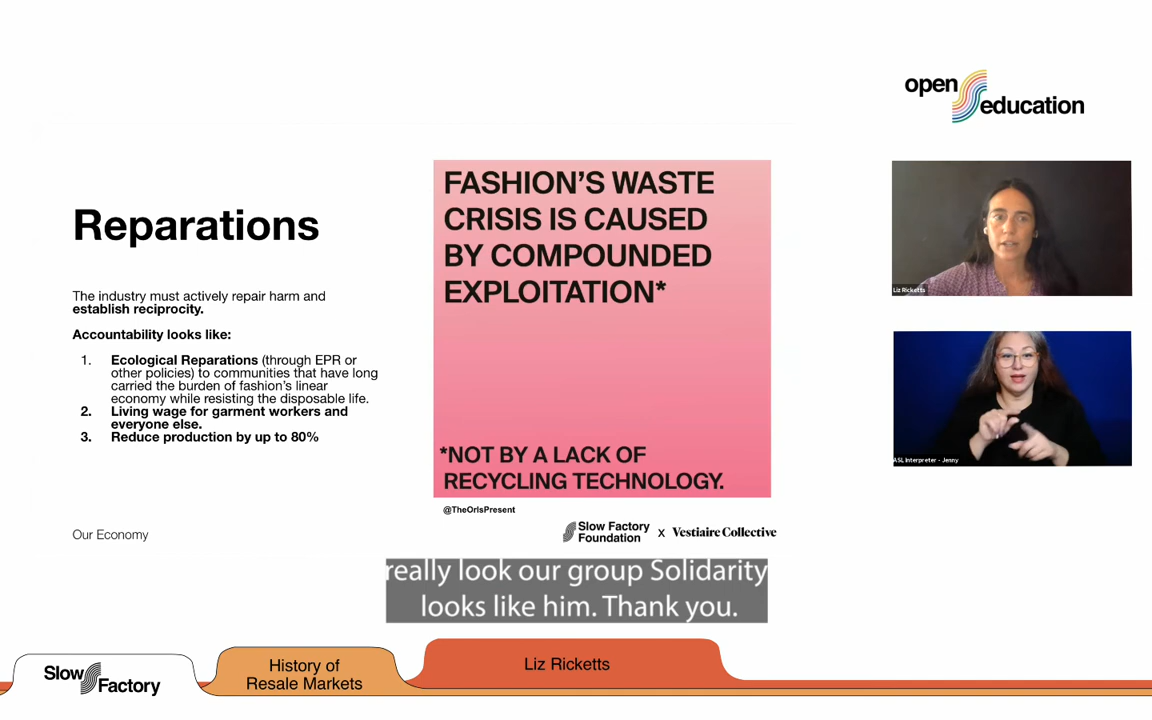 open education
Reparations
The industry must actively repair harm and
establish reciprocity.
Accountability looks like:
1. Ecological Reparations (through EPR or
other policies) to communities that have long
carried the burden of fashion's linear
economy while resisting the disposable life.
2. Living wage for garment workers and
everyone else.
3. Reduce production by up to 80%
Our Economy
FASHION'S WASTE
CRISIS IS CAUSED
BY COMPOUNDED
EXPLOITATION*
*NOT BY A LACK OF
RECYCLING TECHNOLOGY.
@TheOrIsPresent
Slow Factory
Foundation x Vestiaire Collective
Liz Ricketts
ASL Interpreter - Jenny
really look our group Solidarity
looks like him. Thank you.
Slow Factory
History of
Resale Markets
Liz Ricketts